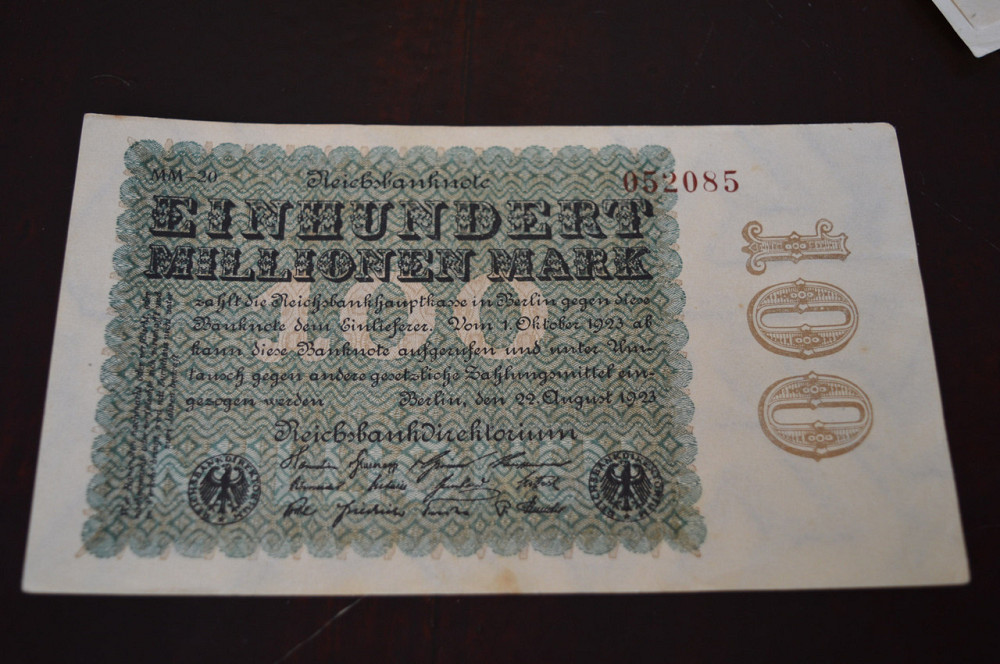 MM-20
Reichsbanknote
052085
EINHUNDERT
MILLIONEN MARK
100
zahlt die Reichsbankhauptkasse in Berlin gegen diese
Banknote dem Einlieferer. Vom 1. Oktober 1923 ab
kann diese Banknote aufgerufen und unter Um-
tausch gegen andere gesetzliche Zahlungsmittel ein-
gezogen werden
Berlin, den 22. August 1923
Reichsbankdirektorium
100